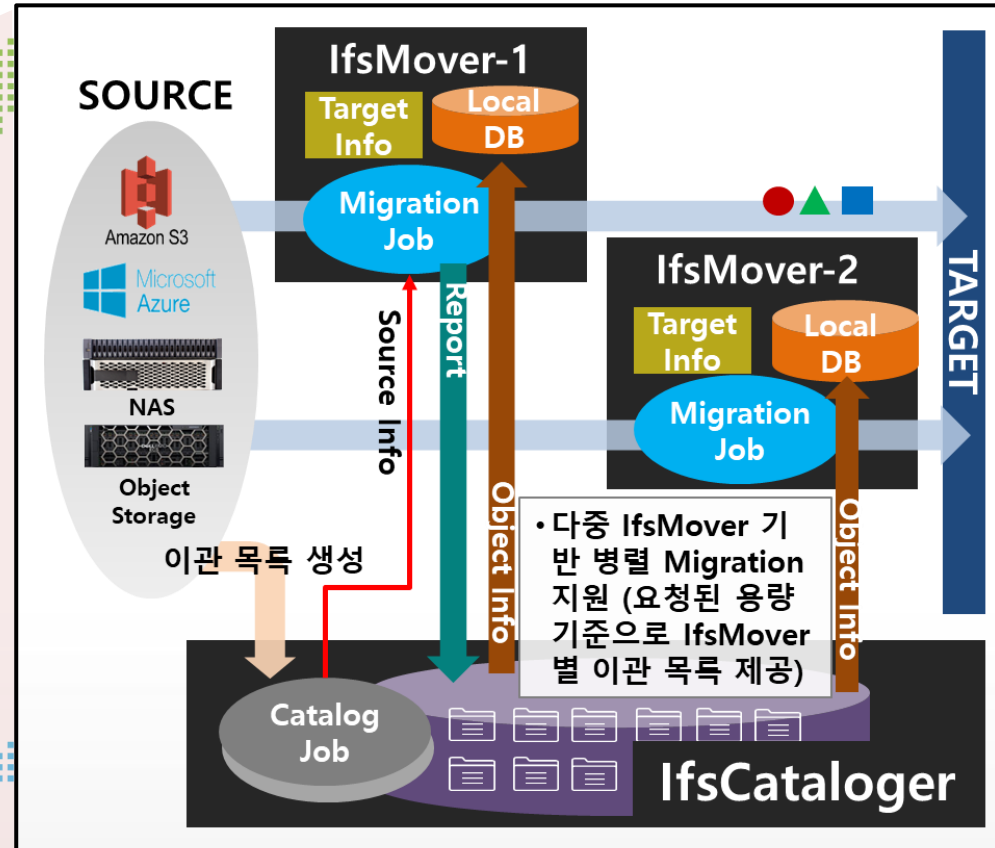 IfsMover-1
SOURCE
Target
Info
Local
DB
Amazon S3
Migration
Job
Microsoft
Azure
IfsMover-2
Target
Info
Local
DB
TARGET
NAS
Source Info
Report
Migration
Job
Object
Storage
이관 목록 생성
Object Info
• 다중 IfsMover 기
반 병렬 Migration
지원 (요청된 용량
기준으로 IfsMover
별 이관 목록 제공)
Object Info
Catalog
Job
IfsCataloger